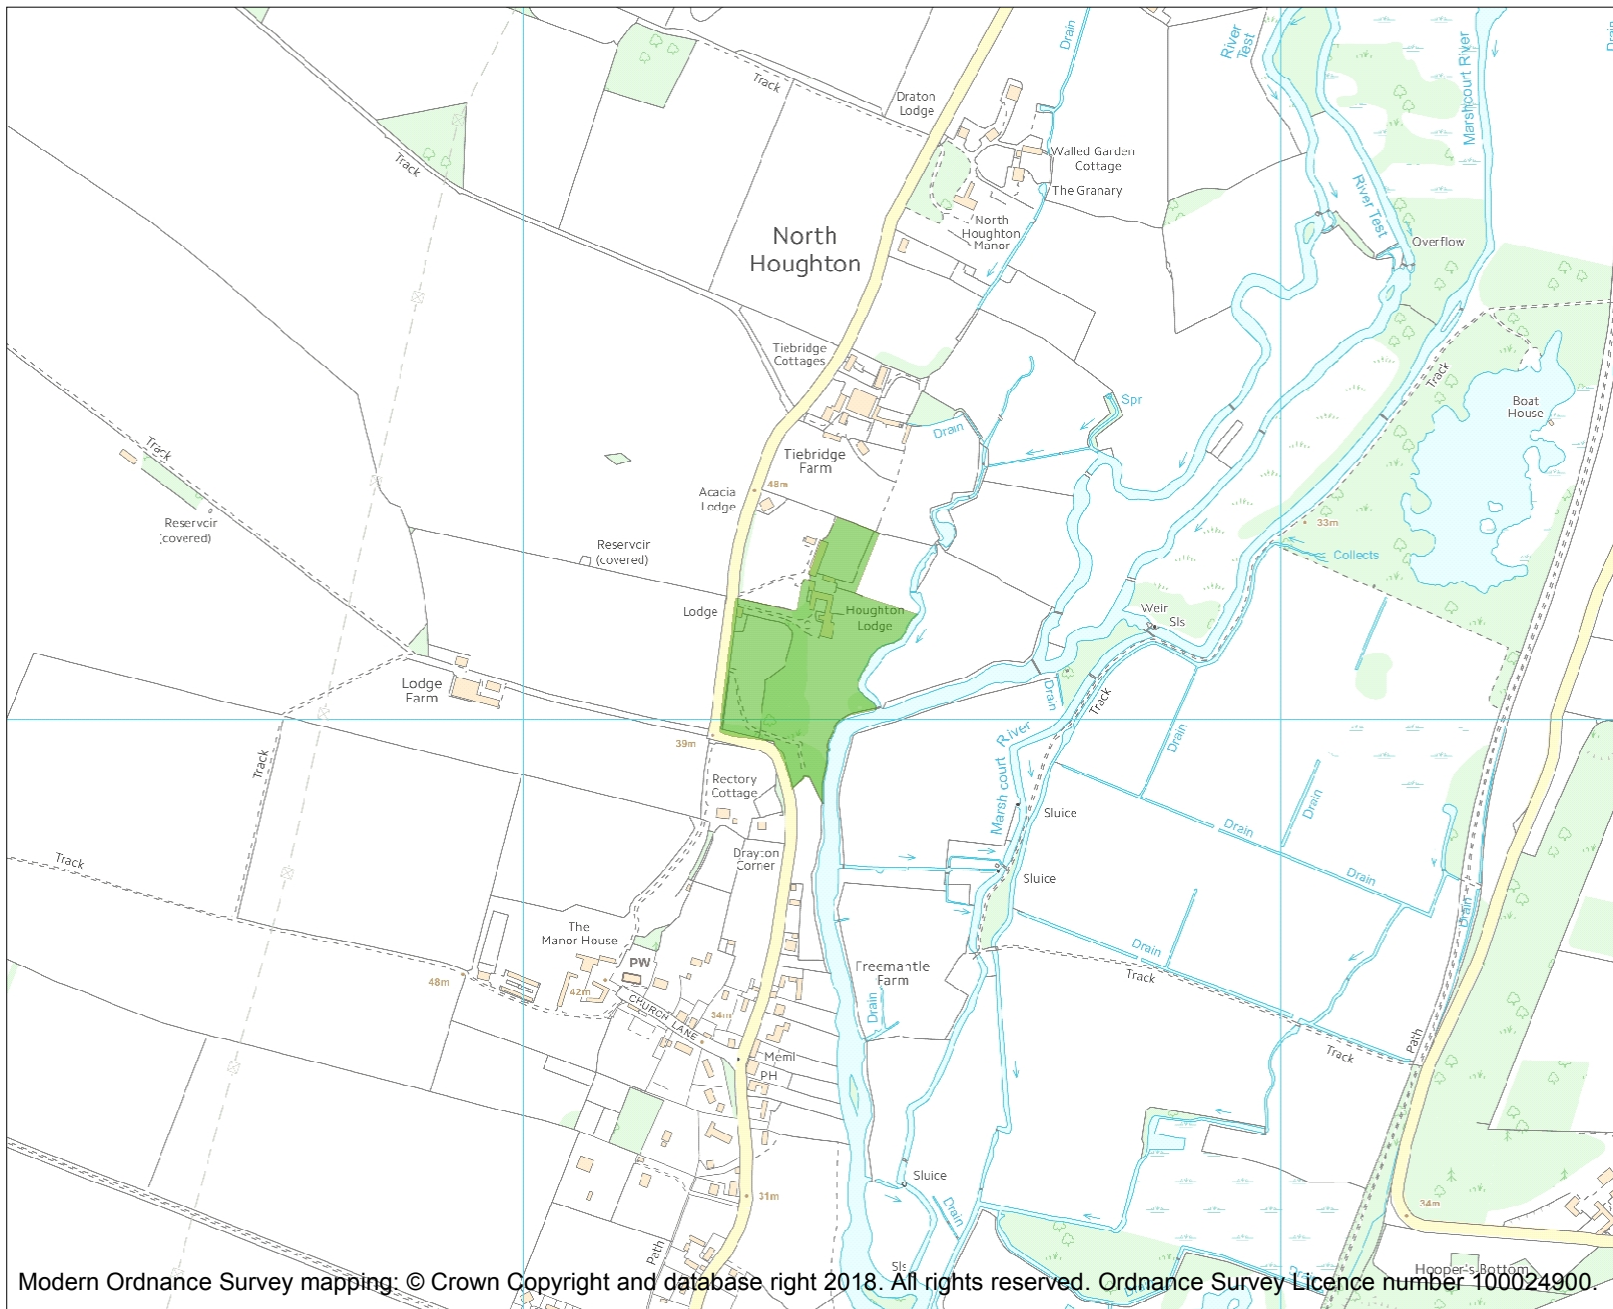 Drain
River
Test
Marshcourt River
Drain
Track
Draton
Lodge
Walled Garden
Cottage
The Granary
Track
River Test
North
Houghton
Manor
Overflow
North
Houghton
Tiebridge
Cottages
Track
Boat
House
Spr
Drain
Track
Tiebridge
Farm
48m
Acacia
Lodge
Reservoir
(covered)
33m
Reservoir
(covered)
Collects
Lodge
Houghton
Lodge
Weir
Sls
Lodge
Farm
Drain
Track
39m
Marsh court River
Drain
Track
Rectory
Cottage
Sluice
Drain
Drain
Track
Drayton
Corner
Sluice
Drain
Drain
The
Manor House
PW
Drain
Freemantle
Farm
Track
48m
42m
CHURCH LANE
34m
Drain
Path
Track
Meml
PH
Sluice
31m
Drain
34m
Path
Sls
Hooper's Bottom
Drain
Modern Ordnance Survey mapping: © Crown Copyright and database right 2018. All rights reserved. Ordnance Survey Licence number 100024900.